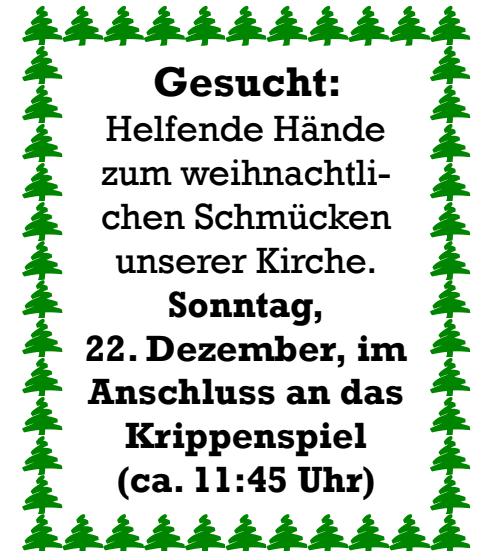 Gesucht:
Helfende Hände
zum weihnachtli-
chen Schmücken
unserer Kirche.
Sonntag,
22. Dezember, im
Anschluss an das
Krippenspiel
(ca. 11:45 Uhr)